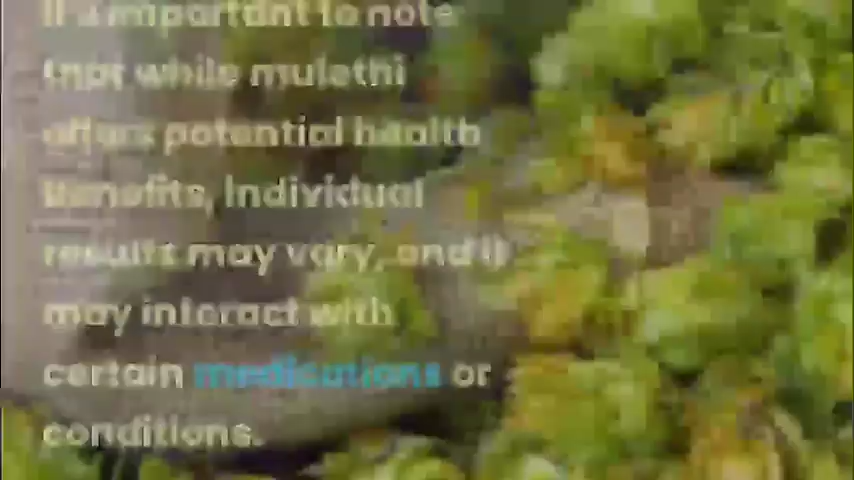 It's important to note
that while mulethi
offers potential health
benefits, individual
results may vary, and it
may interact with
certain medications or
conditions.